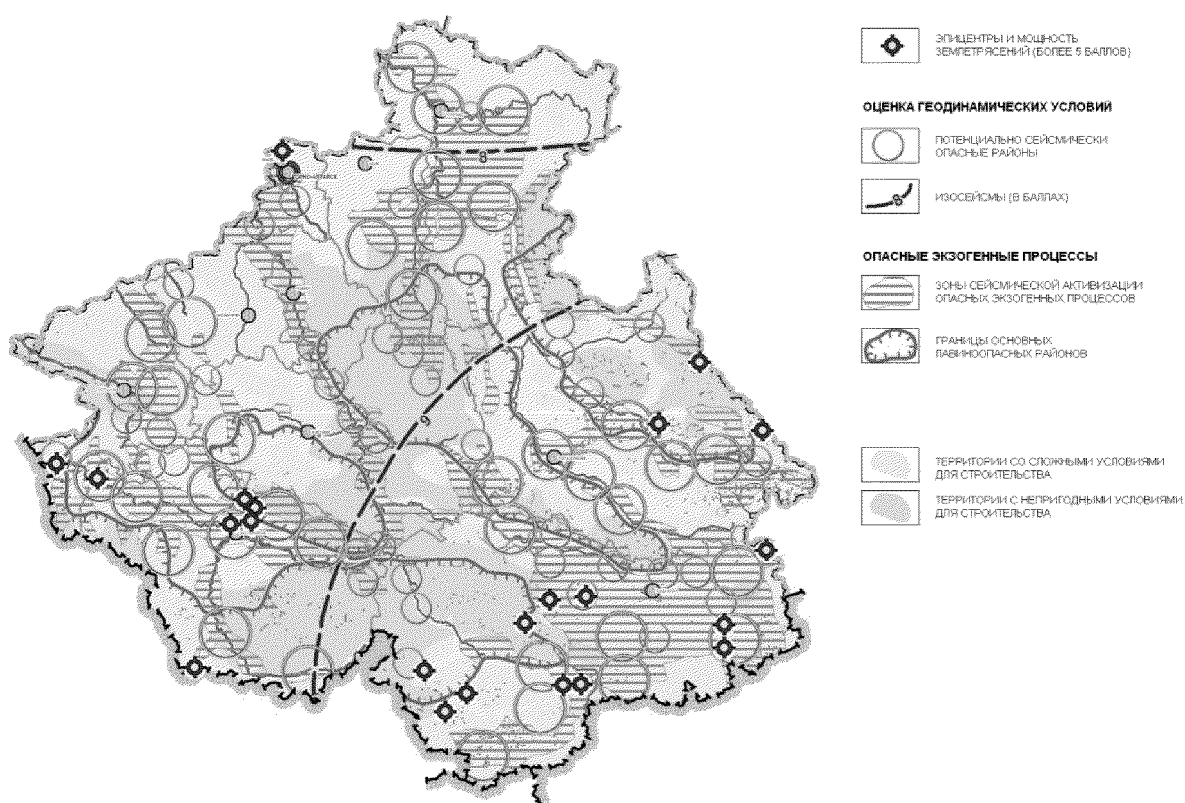 ЭПИЦЕНТРЫ И МОЩНОСТЬ
ЗЕМЛЕТРЯСЕНИЙ (БОЛЕЕ 5 БАЛЛОВ)
ОЦЕНКА ГЕОДИНАМИЧЕСКИХ УСЛОВИЙ
ПОТЕНЦИАЛЬНО СЕЙСМИЧЕСКИ
ОПАСНЫЕ РАЙОНЫ
8
ИЗОСЕЙСМЫ (В БАЛЛАХ)
ОПАСНЫЕ ЭКЗОГЕННЫЕ ПРОЦЕССЫ
ЗОНЫ СЕЙСМИЧЕСКОЙ АКТИВИЗАЦИИ
ОПАСНЫХ ЭКЗОГЕННЫХ ПРОЦЕССОВ
ГРАНИЦЫ ОСНОВНЫХ
ЛАВИНООПАСНЫХ РАЙОНОВ
ТЕРРИТОРИИ СО СЛОЖНЫМИ УСЛОВИЯМИ
ДЛЯ СТРОИТЕЛЬСТВА
ТЕРРИТОРИИ С НЕПРИГОДНЫМИ УСЛОВИЯМИ
ДЛЯ СТРОИТЕЛЬСТВА
8
9